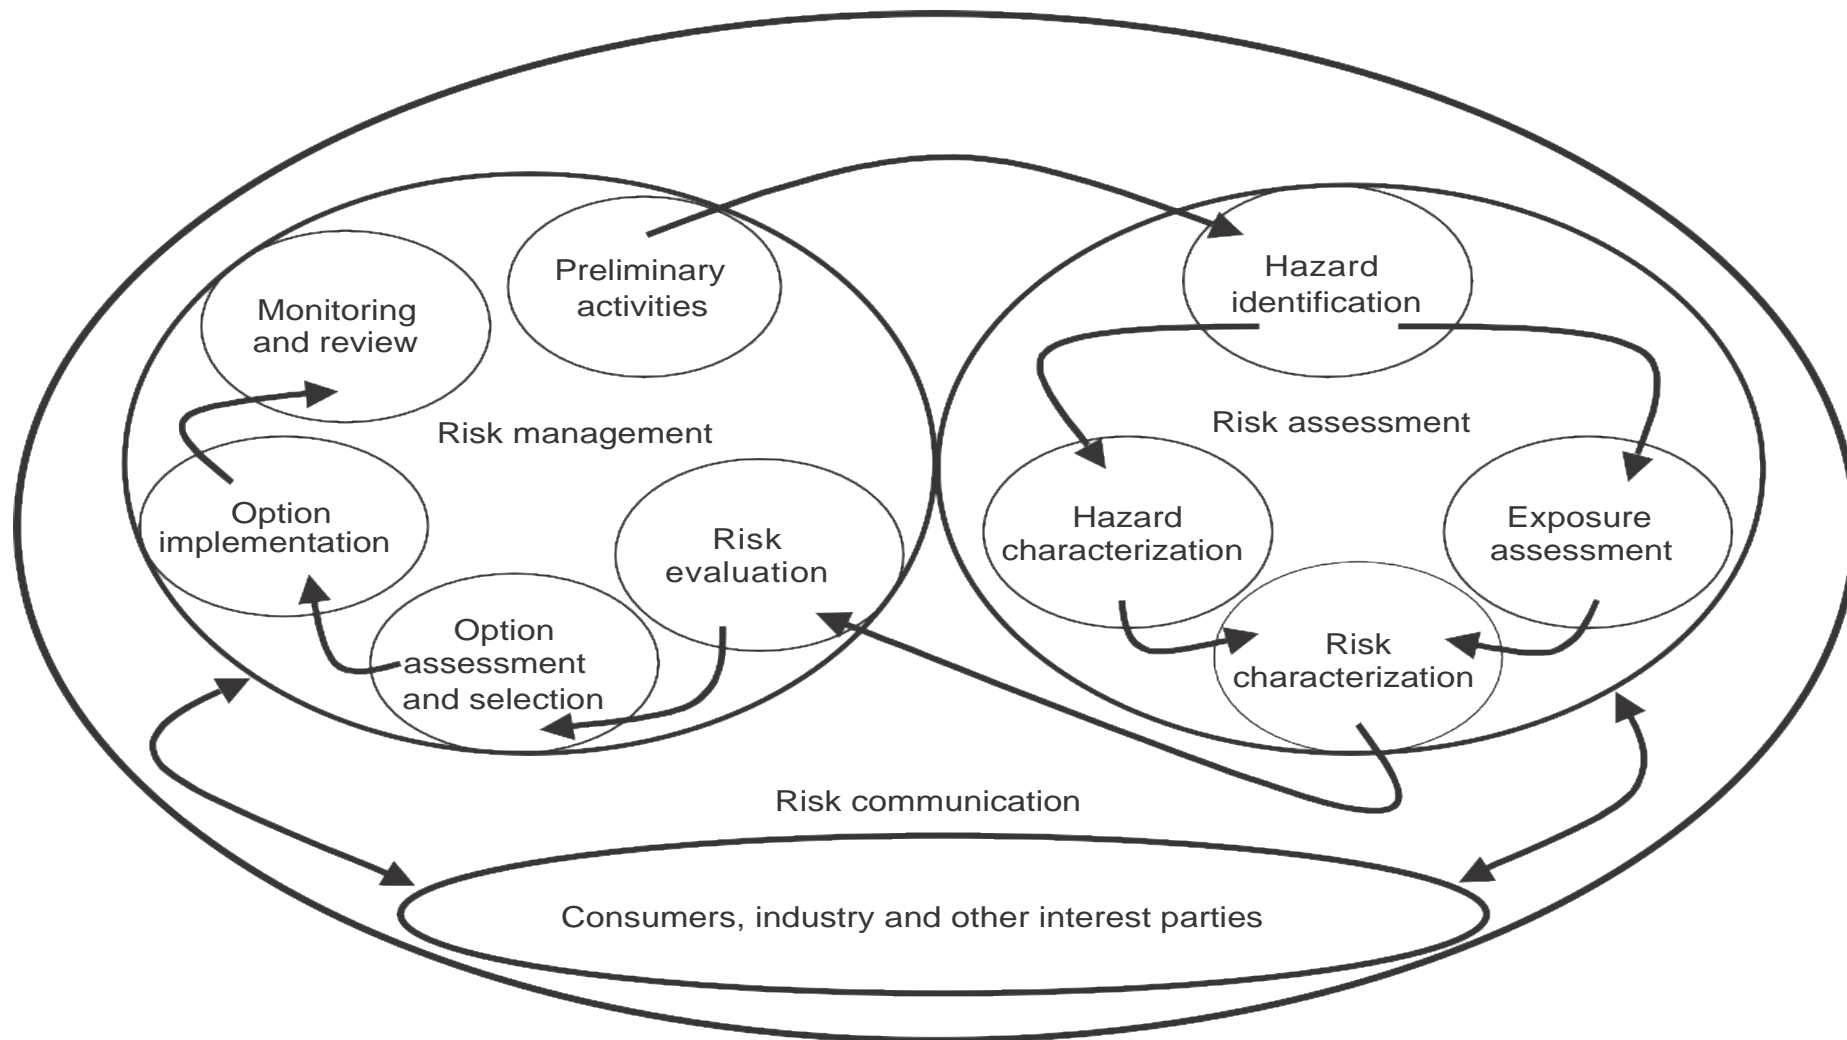 Preliminary
activities
Monitoring
and review
Risk management
Option
implementation
Risk
evaluation
Option
assessment
and selection
Hazard
identification
Risk assessment
Hazard
characterization
Exposure
assessment
Risk
characterization
Risk communication
Consumers, industry and other interest parties